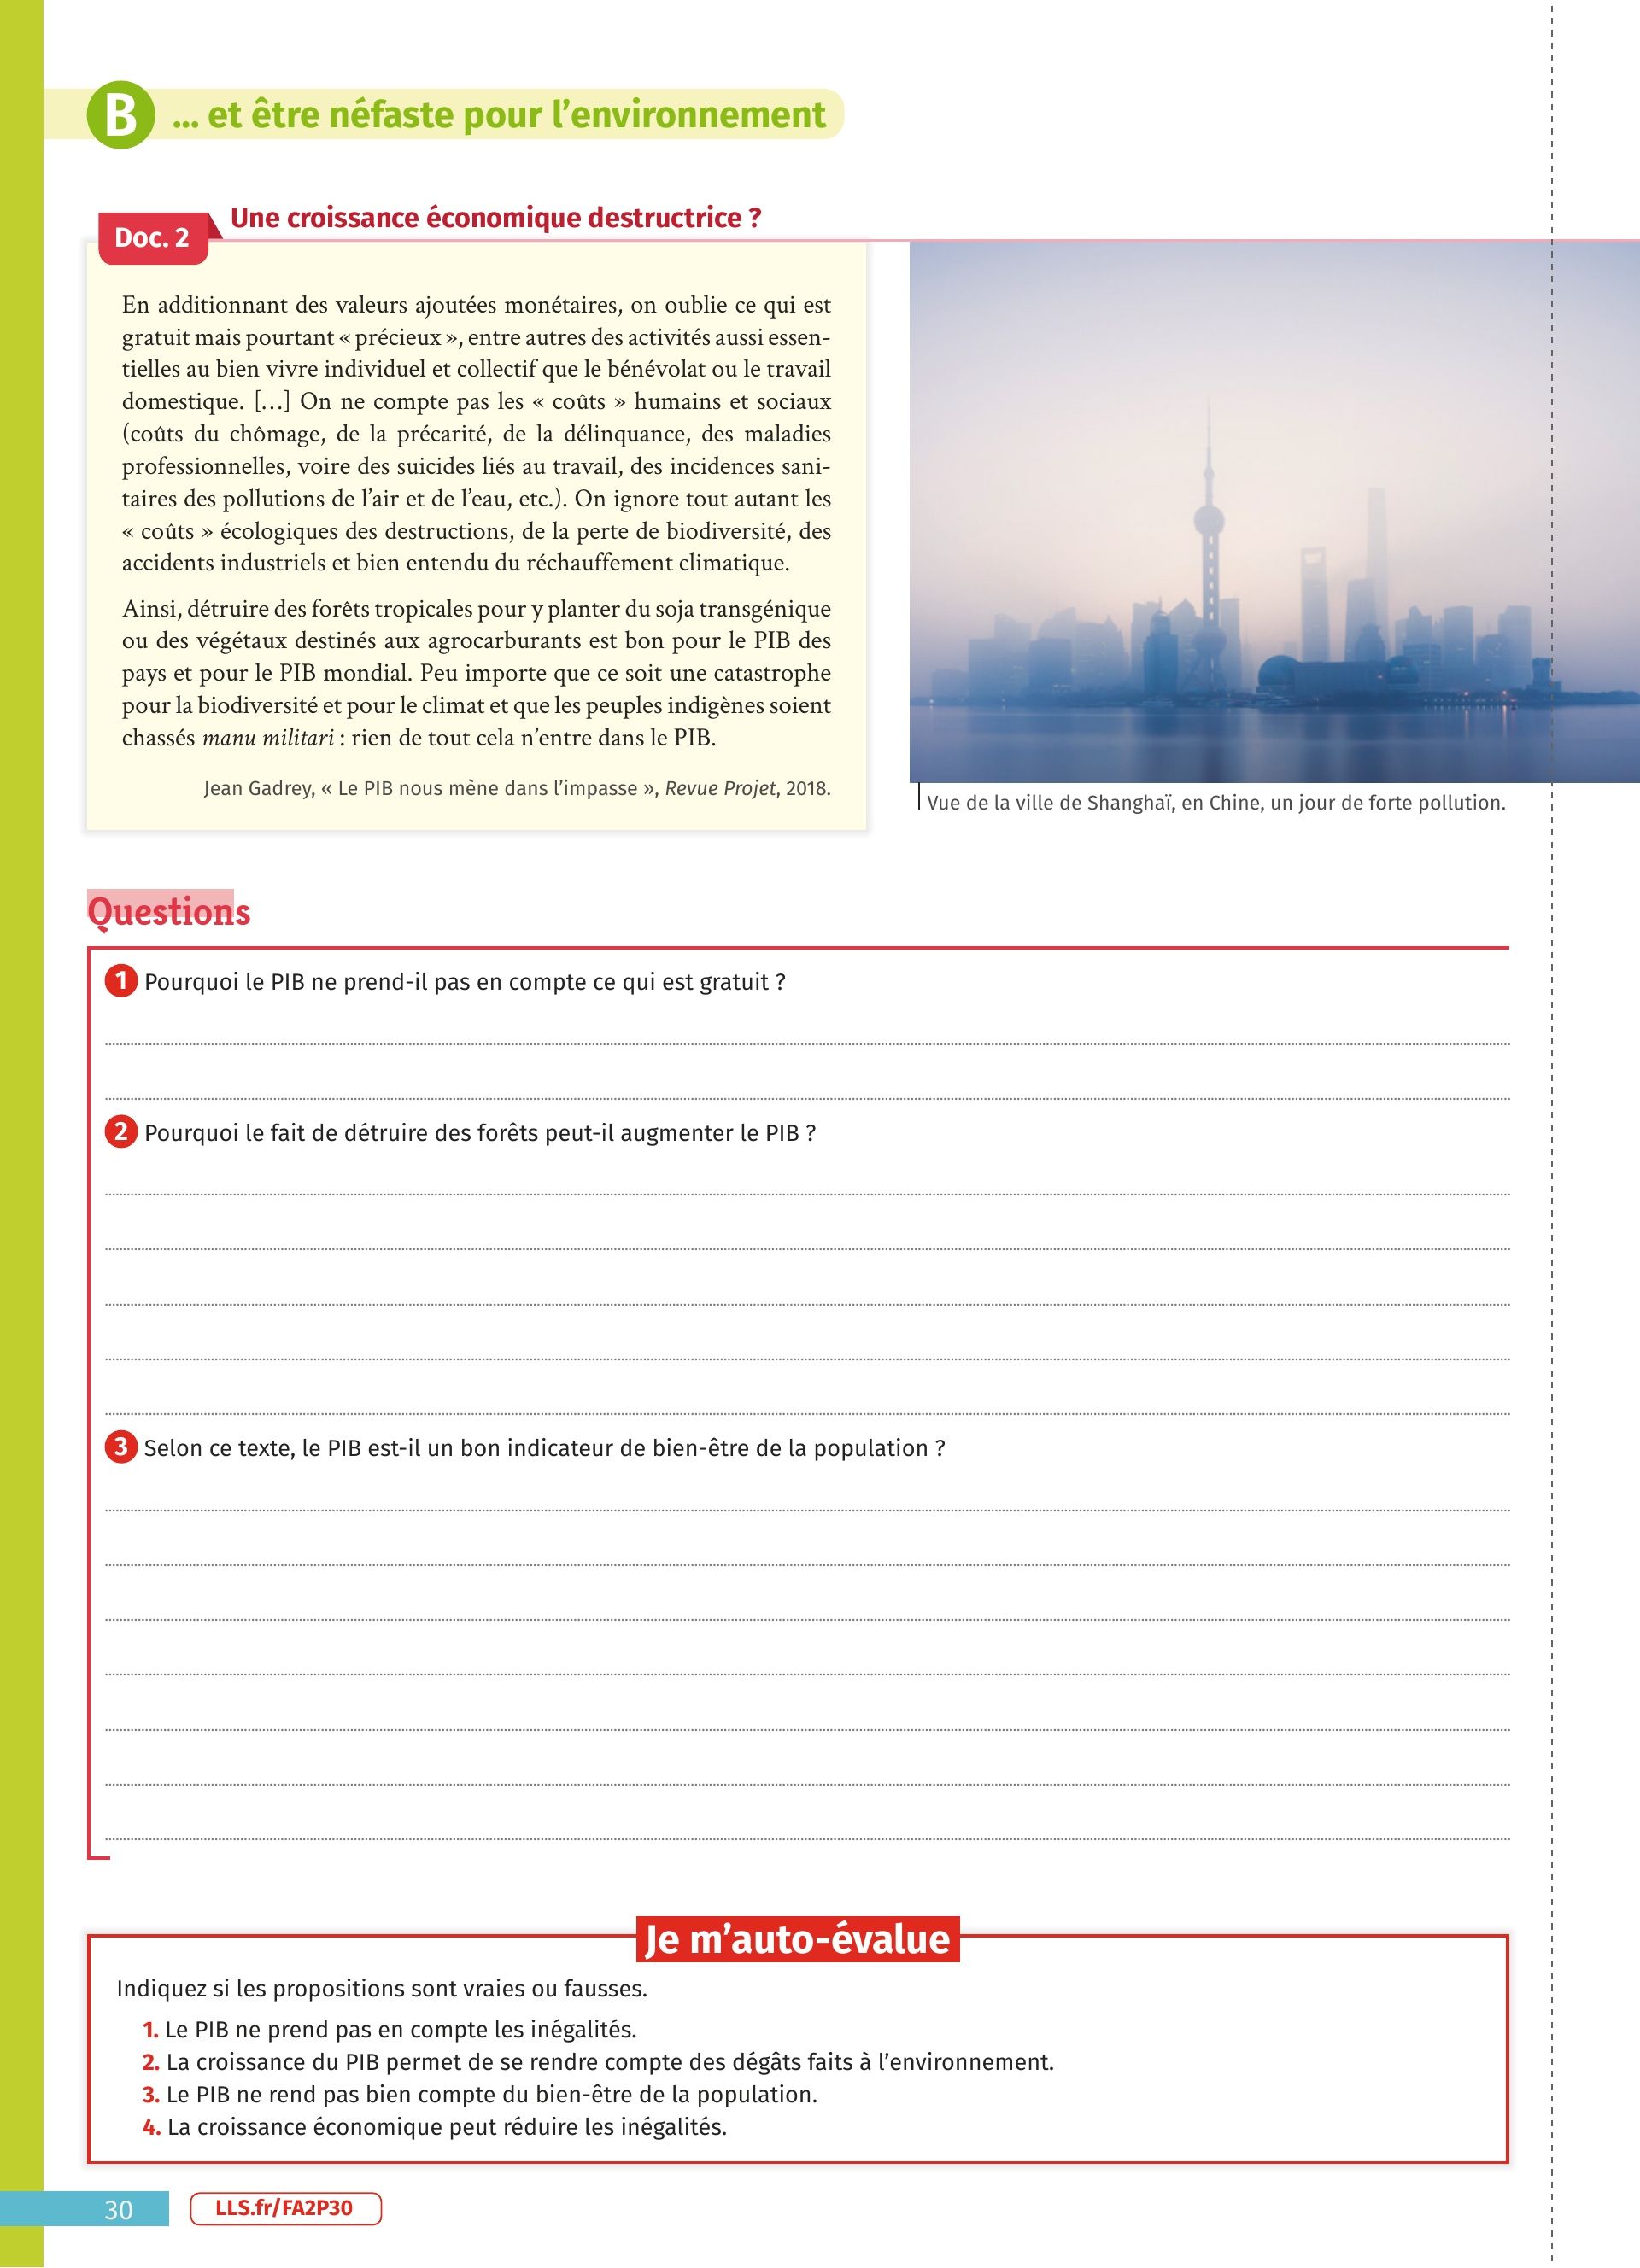 B
... et être néfaste pour l'environnement
Doc. 2
Une croissance économique destructrice ?
En additionnant des valeurs ajoutées monétaires, on oublie ce qui est
gratuit mais pourtant « précieux », entre autres des activités aussi essen-
tielles au bien vivre individuel et collectif que le bénévolat ou le travail
domestique. [...] On ne compte pas les « coûts » humains et sociaux
(coûts du chômage, de la précarité, de la délinquance, des maladies
professionnelles, voire des suicides liés au travail, des incidences sani-
taires des pollutions de l'air et de l'eau, etc.). On ignore tout autant les
« coûts » écologiques des destructions, de la perte de biodiversité, des
accidents industriels et bien entendu du réchauffement climatique.
Ainsi, détruire des forêts tropicales pour y planter du soja transgénique
ou des végétaux destinés aux agrocarburants est bon pour le PIB des
pays et pour le PIB mondial. Peu importe que ce soit une catastrophe
pour la biodiversité et pour le climat et que les peuples indigènes soient
chassés manu militari : rien de tout cela n'entre dans le PIB.
Jean Gadrey, « Le PIB nous mène dans l'impasse », Revue Projet, 2018.
Vue de la ville de Shanghaï, en Chine, un jour de forte pollution.
Questions
1 Pourquoi le PIB ne prend-il pas en compte ce qui est gratuit ?
2 Pourquoi le fait de détruire des forêts peut-il augmenter le PIB ?
3 Selon ce texte, le PIB est-il un bon indicateur de bien-être de la population ?
Je m'auto-évalue
Indiquez si les propositions sont vraies ou fausses.
1. Le PIB ne prend pas en compte les inégalités.
2. La croissance du PIB permet de se rendre compte des dégâts faits à l'environnement.
3. Le PIB ne rend pas bien compte du bien-être de la population.
4. La croissance économique peut réduire les inégalités.
30
LLS.fr/FA2P30